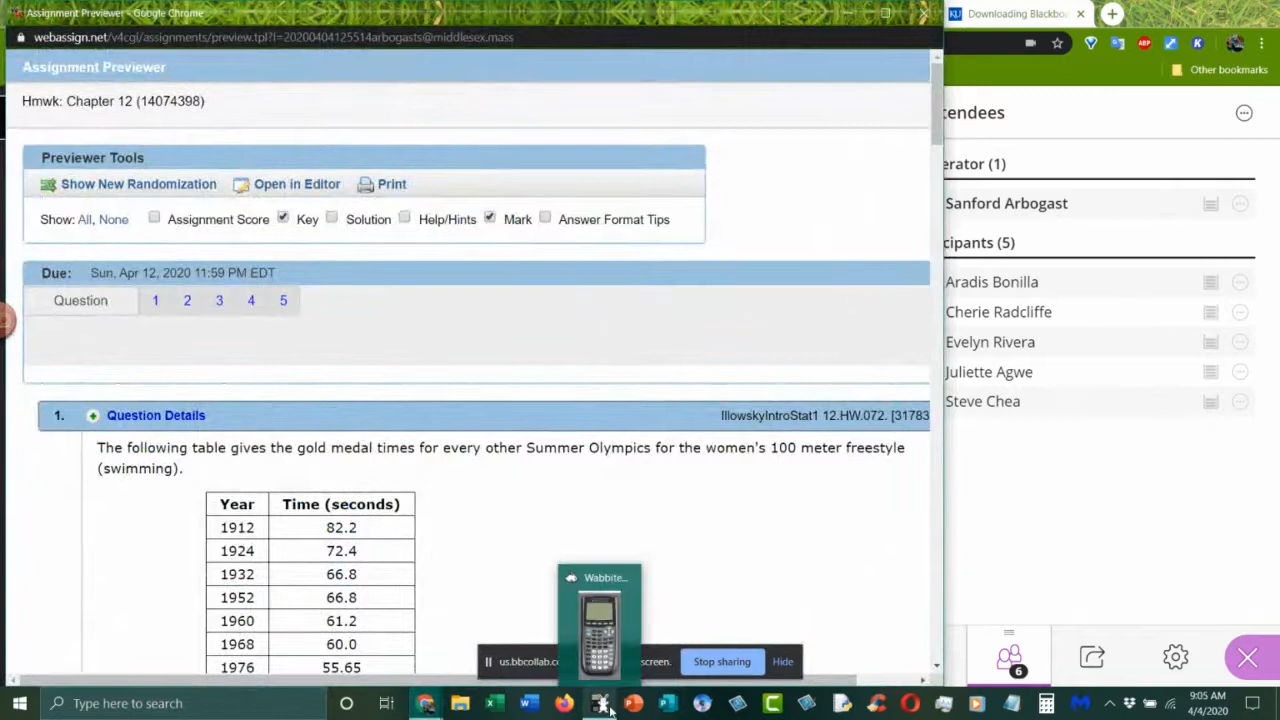 Assignment Previewer - Google Chrome
Downloading Blackbo
webassign.net/v4cgi/assignments/preview.tpl?i=20200404125514arbogasts@middlesex.mass
Other bookmarks
Assignment Previewer
Hmwk: Chapter 12 (14074398)
Previewer Tools
Show New Randomization Open in Editor Print
Show: All, None Assignment Score Key Solution Help/Hints Mark Answer Format Tips
Due: Sun, Apr 12, 2020 11:59 PM EDT
Question 1 2 3 4 5
1. Question Details IllowskyIntroStat1 12.HW.072. [31783
The following table gives the gold medal times for every other Summer Olympics for the women's 100 meter freestyle
(swimming).
Year Time (seconds)
1912 82.2
1924 72.4
1932 66.8
1952 66.8
1960 61.2
1968 60.0
1976 55.65
Wabbite...
us.bbcollab.co screen. Stop sharing Hide
tendees
erator (1)
Sanford Arbogast
icipants (5)
Aradis Bonilla
Cherie Radcliffe
Evelyn Rivera
Juliette Agwe
Steve Chea
6
Type here to search
9:05 AM
4/4/2020